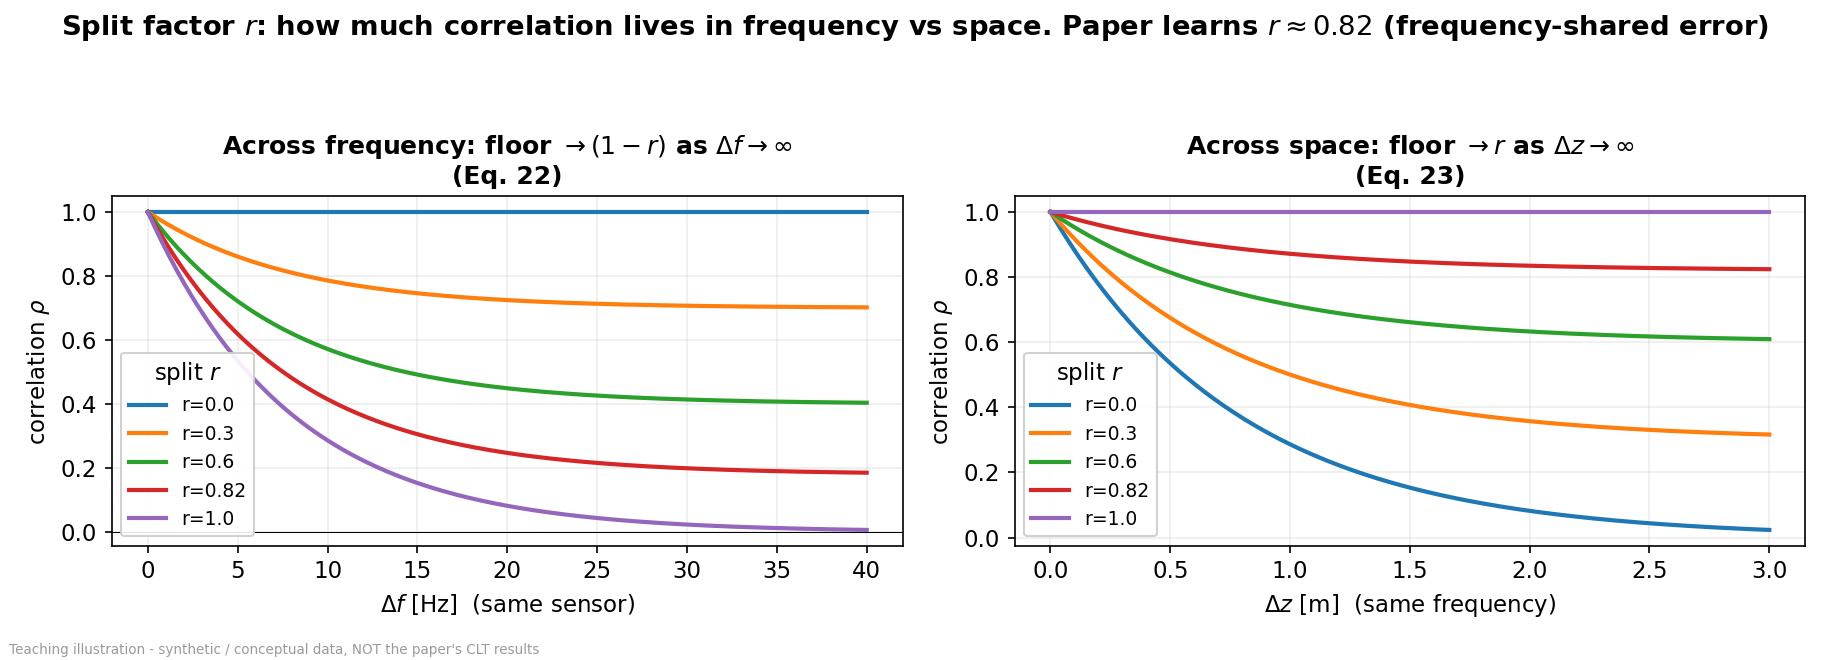 Split factor r: how much correlation lives in frequency vs space. Paper learns r ≈ 0.82 (frequency-shared error)
Across frequency: floor → (1 − r) as Δf → ∞
(Eq. 22)
correlation ρ
1.0
0.8
0.6
0.4
0.2
0.0
split r
r=0.0
r=0.3
r=0.6
r=0.82
r=1.0
0 5 10 15 20 25 30 35 40
Δf [Hz] (same sensor)
Across space: floor → r as Δz → ∞
(Eq. 23)
correlation ρ
1.0
0.8
0.6
0.4
0.2
0.0
split r
r=0.0
r=0.3
r=0.6
r=0.82
r=1.0
0.0 0.5 1.0 1.5 2.0 2.5 3.0
Δz [m] (same frequency)
Teaching illustration - synthetic / conceptual data, NOT the paper's CLT results